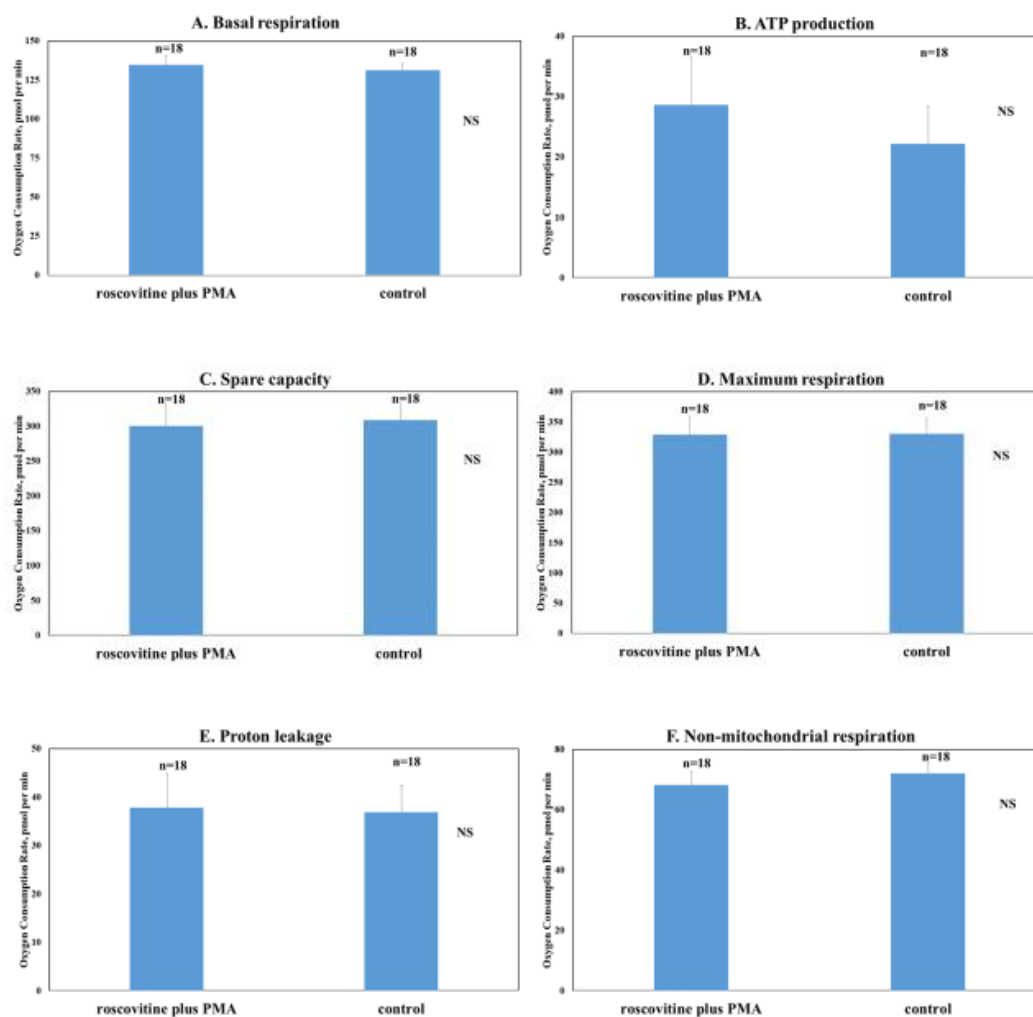 A. Basal respiration
Oxygen Consumption Rate, pmol per min
150
125
100
75
50
25
0
n=18
n=18
NS
roscovitine plus PMA
control
B. ATP production
Oxygen Consumption Rate, pmol per min
40
30
20
10
0
n=18
n=18
NS
roscovitine plus PMA
control
C. Spare capacity
Oxygen Consumption Rate, pmol per min
350
300
250
200
150
100
50
0
n=18
n=18
NS
roscovitine plus PMA
control
D. Maximum respiration
Oxygen Consumption Rate, pmol per min
400
350
300
250
200
150
100
50
0
n=18
n=18
NS
roscovitine plus PMA
control
E. Proton leakage
Oxygen Consumption Rate, pmol per min
50
40
30
20
10
0
n=18
n=18
NS
roscovitine plus PMA
control
F. Non-mitochondrial respiration
Oxygen Consumption Rate, pmol per min
80
60
40
20
0
n=18
n=18
NS
roscovitine plus PMA
control